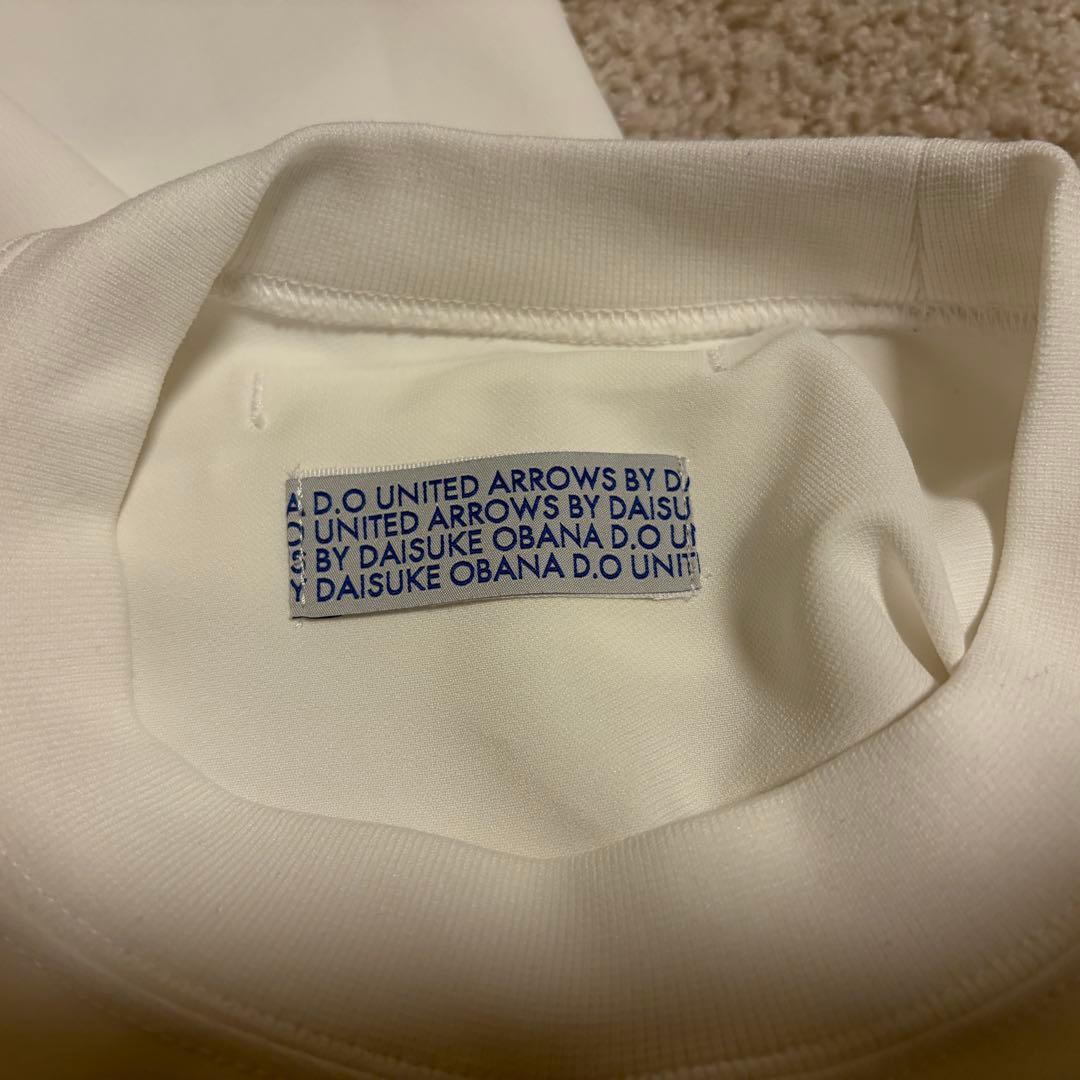 A D.O UNITED ARROWS BY DA
O UNITED ARROWS BY DAISU
S BY DAISUKE OBANA D.O UN
Y DAISUKE OBANA D.O UNIT